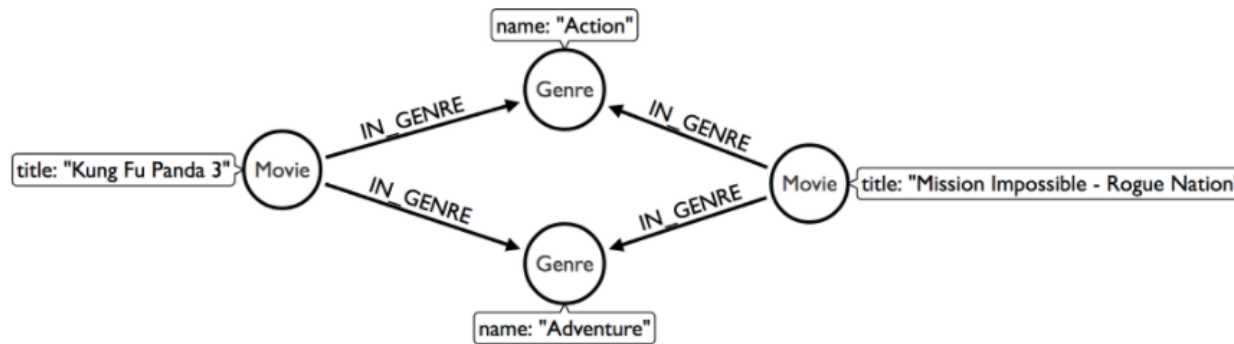 name: "Action"
Genre
IN_GENRE
IN_GENRE
title: "Kung Fu Panda 3"
Movie
Movie
title: "Mission Impossible - Rogue Nation
IN_GENRE
IN_GENRE
Genre
name: "Adventure"